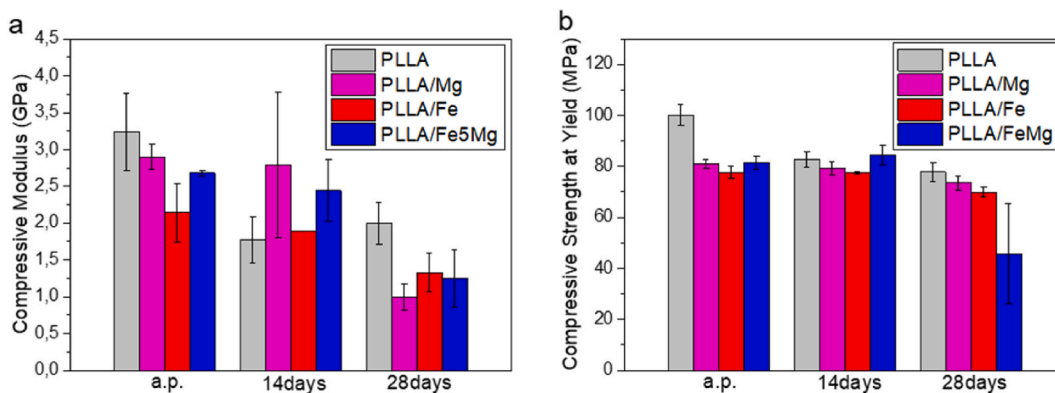 a
Compressive Modulus (GPa)
4,5
4,0
3,5
3,0
2,5
2,0
1,5
1,0
0,5
0,0
PLLA
PLLA/Mg
PLLA/Fe
PLLA/Fe5Mg
a.p. 14days 28days
b
Compressive Strength at Yield (MPa)
120
100
80
60
40
20
0
PLLA
PLLA/Mg
PLLA/Fe
PLLA/FeMg
a.p. 14days 28days